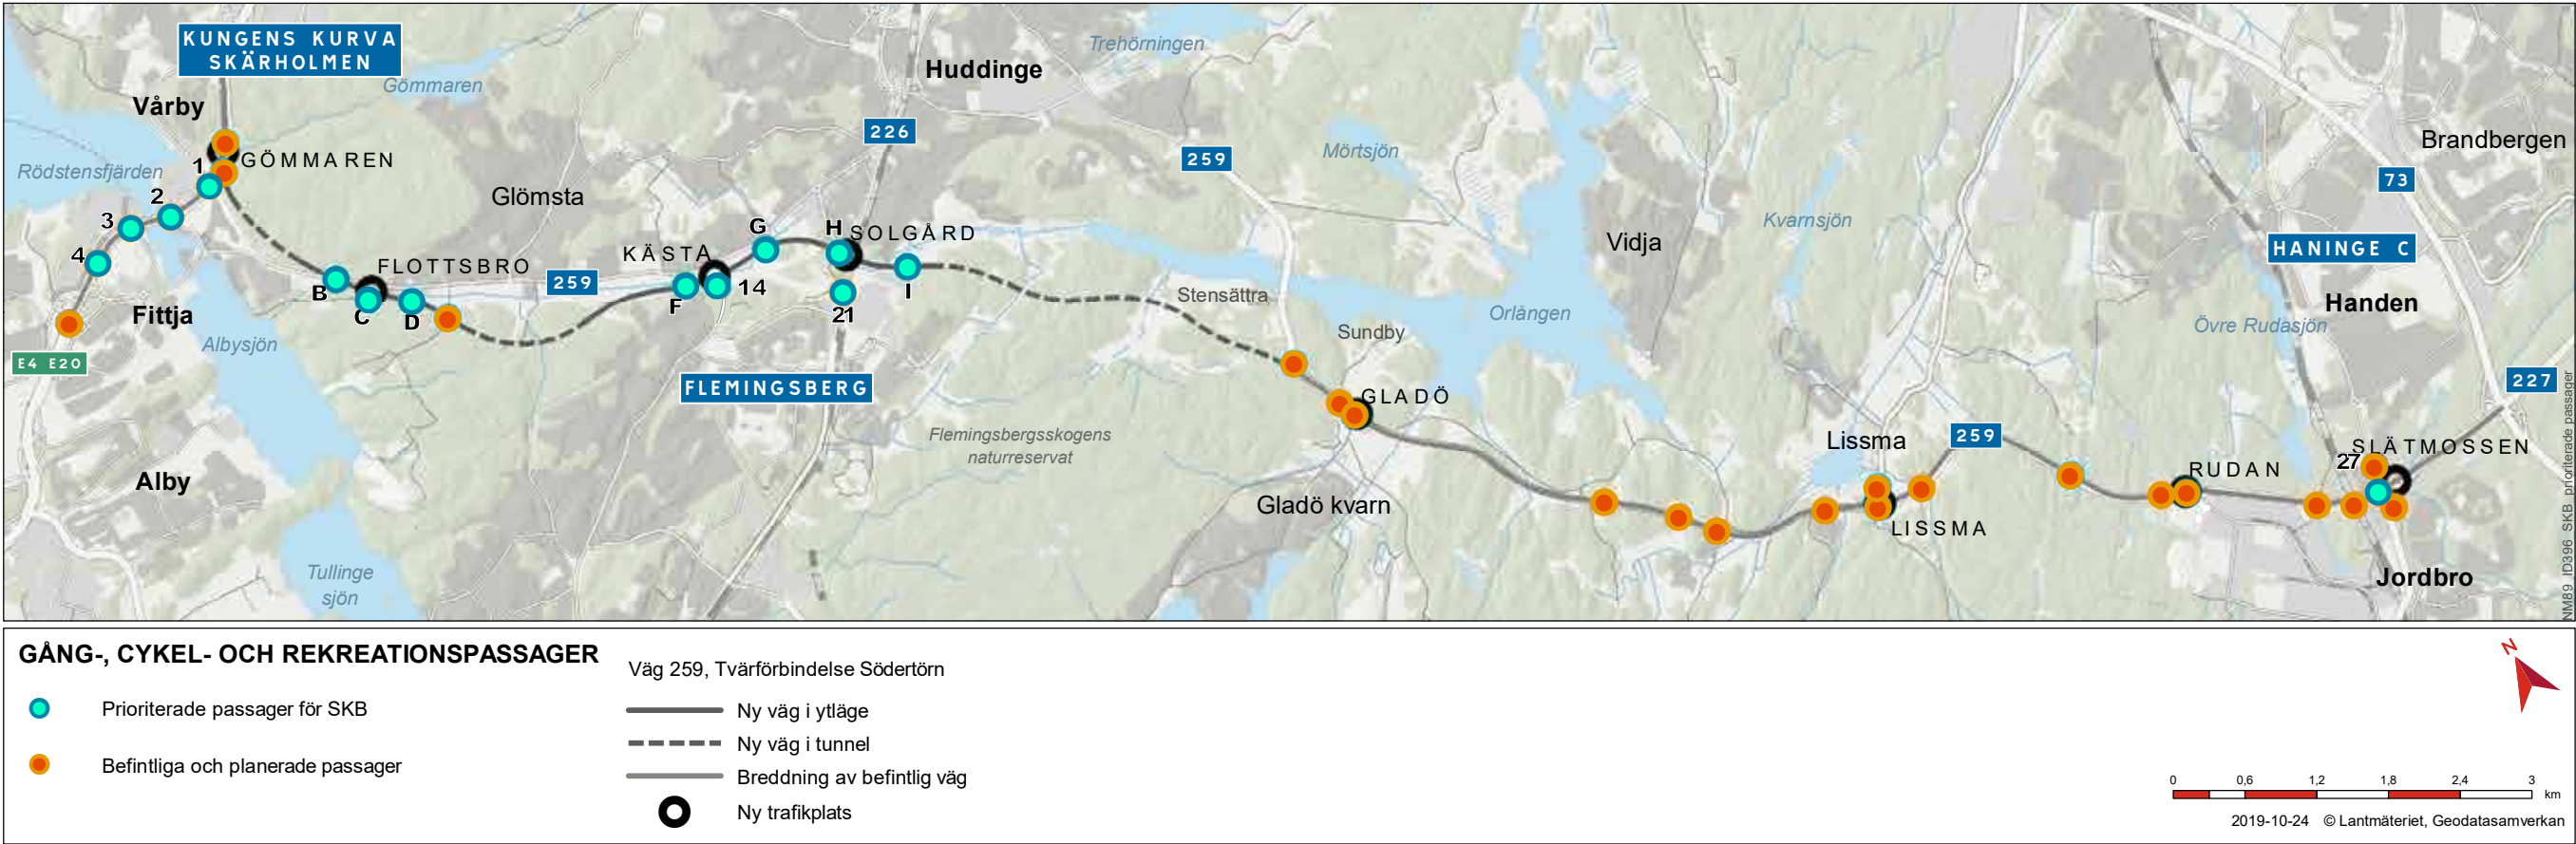 KUNGENS KURVA
SKÄRHOLMEN
Vårby
Gömmaren
Trehörningen
Huddinge
226
259
Mörtsjön
Brandbergen
73
Rödstensfjärden
1
GÖMMAREN
2
3
4
Glömsta
G
H
SOLGÅRD
Vidja
Kvarnsjön
HANINGE C
KÄSTA
FLOTTSBRO
259
B
C
D
F
14
I
21
Stensättra
Sundby
Orlången
Handen
Övre Rudasjön
Fittja
Albysjön
E4 E20
FLEMINGSBERG
GLADÖ
227
Flemingsbergsskogens
naturreservat
Lissma
259
SLÄTMOSSEN
27
RUDAN
Alby
Gladö kvarn
LISSMA
Tullinge
sjön
Jordbro
NM89_ID396_SKB_prioriterade passager
GÅNG-, CYKEL- OCH REKREATIONSPASSAGER
Prioriterade passager för SKB
Befintliga och planerade passager
Väg 259, Tvärförbindelse Södertörn
Ny väg i ytläge
Ny väg i tunnel
Breddning av befintlig väg
Ny trafikplats
N
0 0,6 1,2 1,8 2,4 3
km
2019-10-24 © Lantmäteriet, Geodatasamverkan